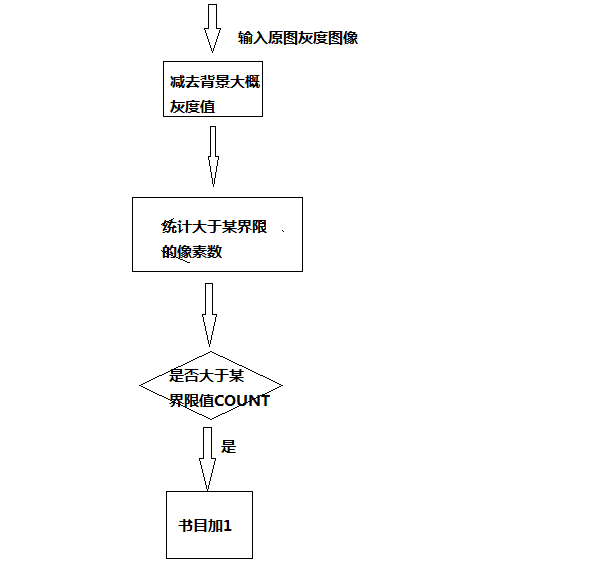 输入原图灰度图像
减去背景大概
灰度值
统计大于某界限
的像素数
是否大于某
界限值COUNT
是
书目加1